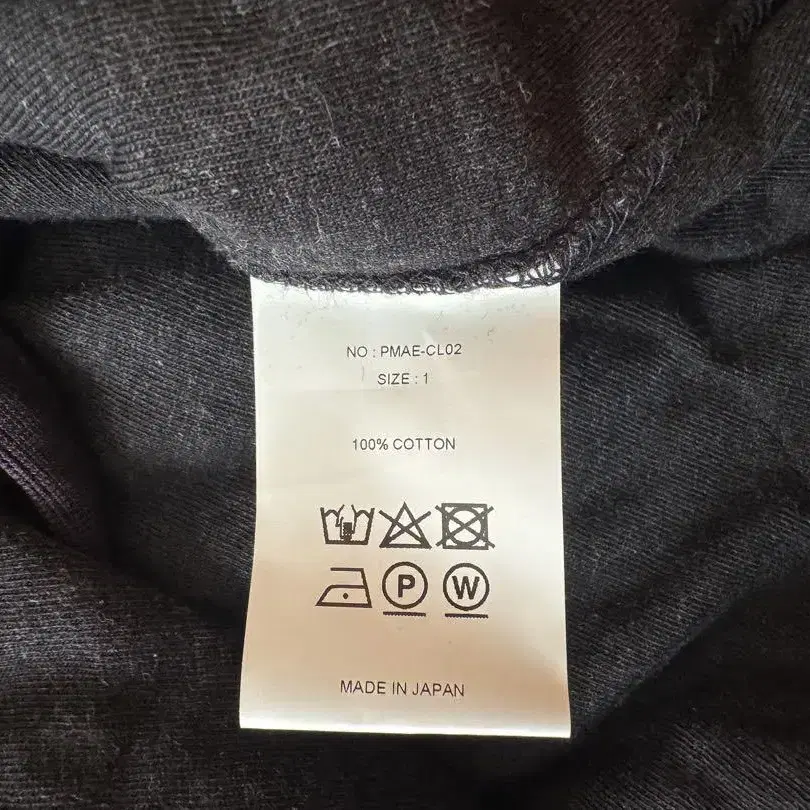 NO : PMAE-CL02
SIZE : 1
100% COTTON
P W
MADE IN JAPAN